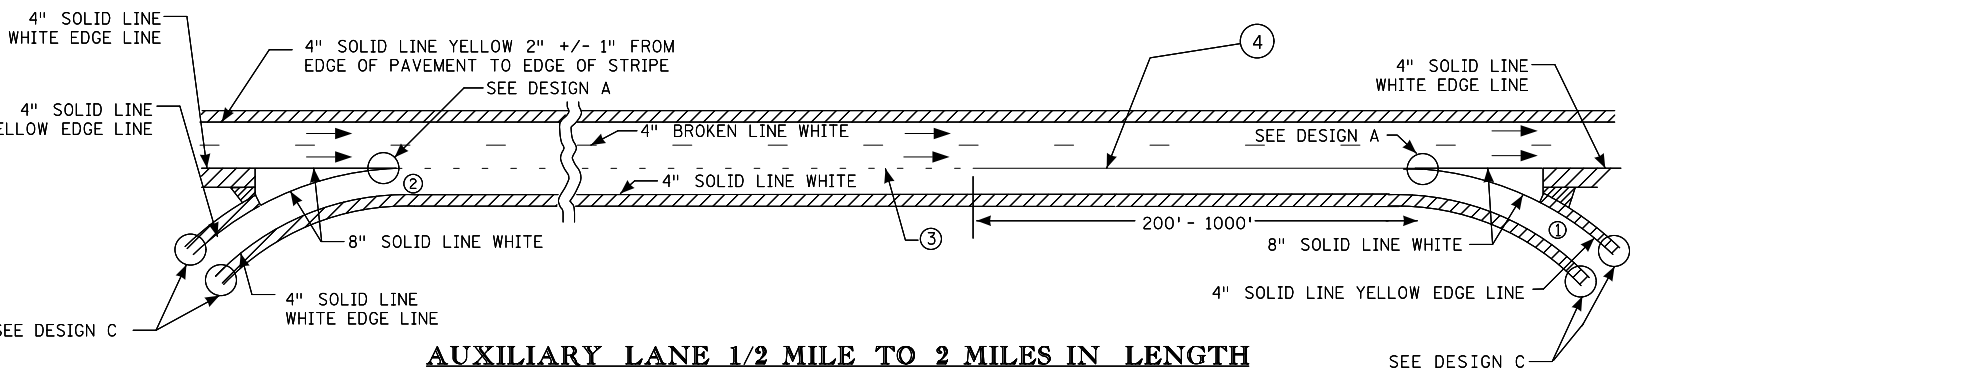 4" SOLID LINE
WHITE EDGE LINE
4" SOLID LINE YELLOW 2" +/- 1" FROM
EDGE OF PAVEMENT TO EDGE OF STRIPE
SEE DESIGN A
4
4" SOLID LINE
WHITE EDGE LINE
4" SOLID LINE
ELLOW EDGE LINE
4" BROKEN LINE WHITE
SEE DESIGN A
2
4" SOLID LINE WHITE
8" SOLID LINE WHITE
3
200' - 1000'
1
8" SOLID LINE WHITE
4" SOLID LINE
WHITE EDGE LINE
4" SOLID LINE YELLOW EDGE LINE
SEE DESIGN C
SEE DESIGN C
AUXILIARY LANE 1/2 MILE TO 2 MILES IN LENGTH